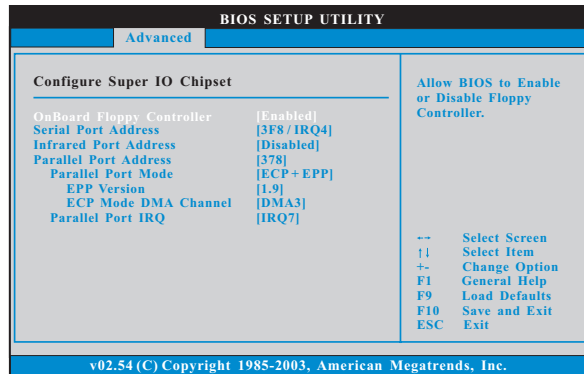 BIOS SETUP UTILITY
Advanced
Configure Super IO Chipset
OnBoard Floppy Controller [Enabled]
Serial Port Address [3F8 / IRQ4]
Infrared Port Address [Disabled]
Parallel Port Address [378]
Parallel Port Mode [ECP + EPP]
EPP Version [1.9]
ECP Mode DMA Channel [DMA3]
Parallel Port IRQ [IRQ7]
Allow BIOS to Enable
or Disable Floppy
Controller.
←→ Select Screen
↑↓ Select Item
+- Change Option
F1 General Help
F9 Load Defaults
F10 Save and Exit
ESC Exit
v02.54 (C) Copyright 1985-2003, American Megatrends, Inc.